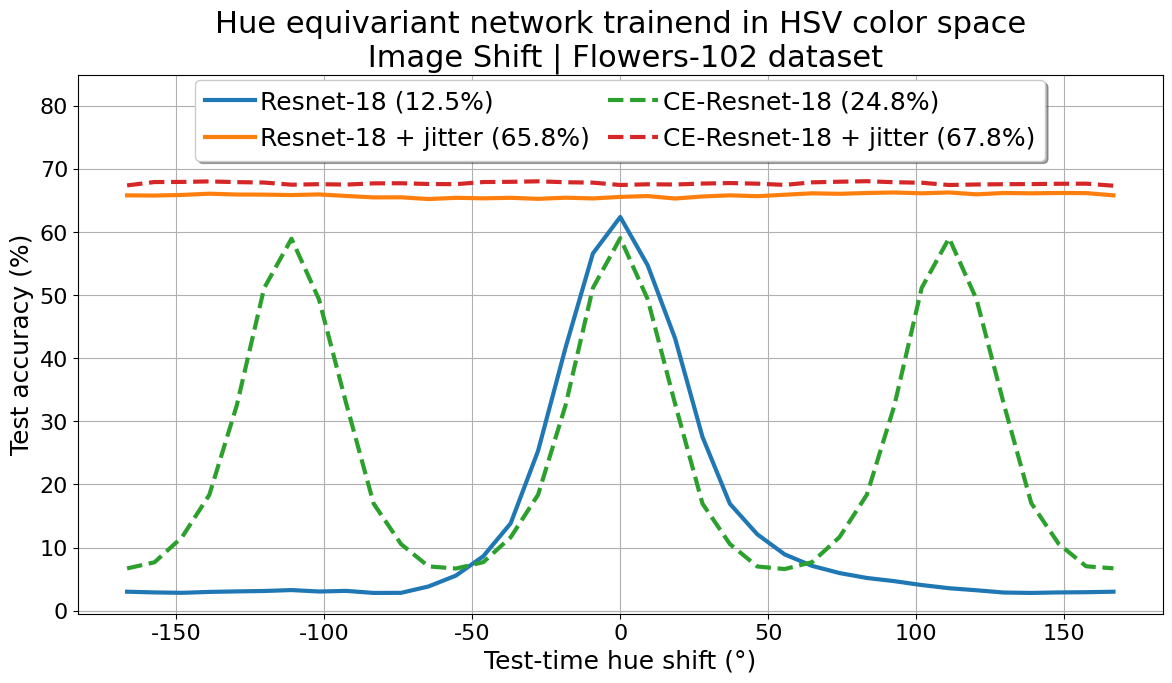 Hue equivariant network trainend in HSV color space
Image Shift | Flowers-102 dataset
Resnet-18 (12.5%)
Resnet-18 + jitter (65.8%)
CE-Resnet-18 (24.8%)
CE-Resnet-18 + jitter (67.8%)
Test accuracy (%)
80
70
60
50
40
30
20
10
0
-150
-100
-50
0
50
100
150
Test-time hue shift (°)